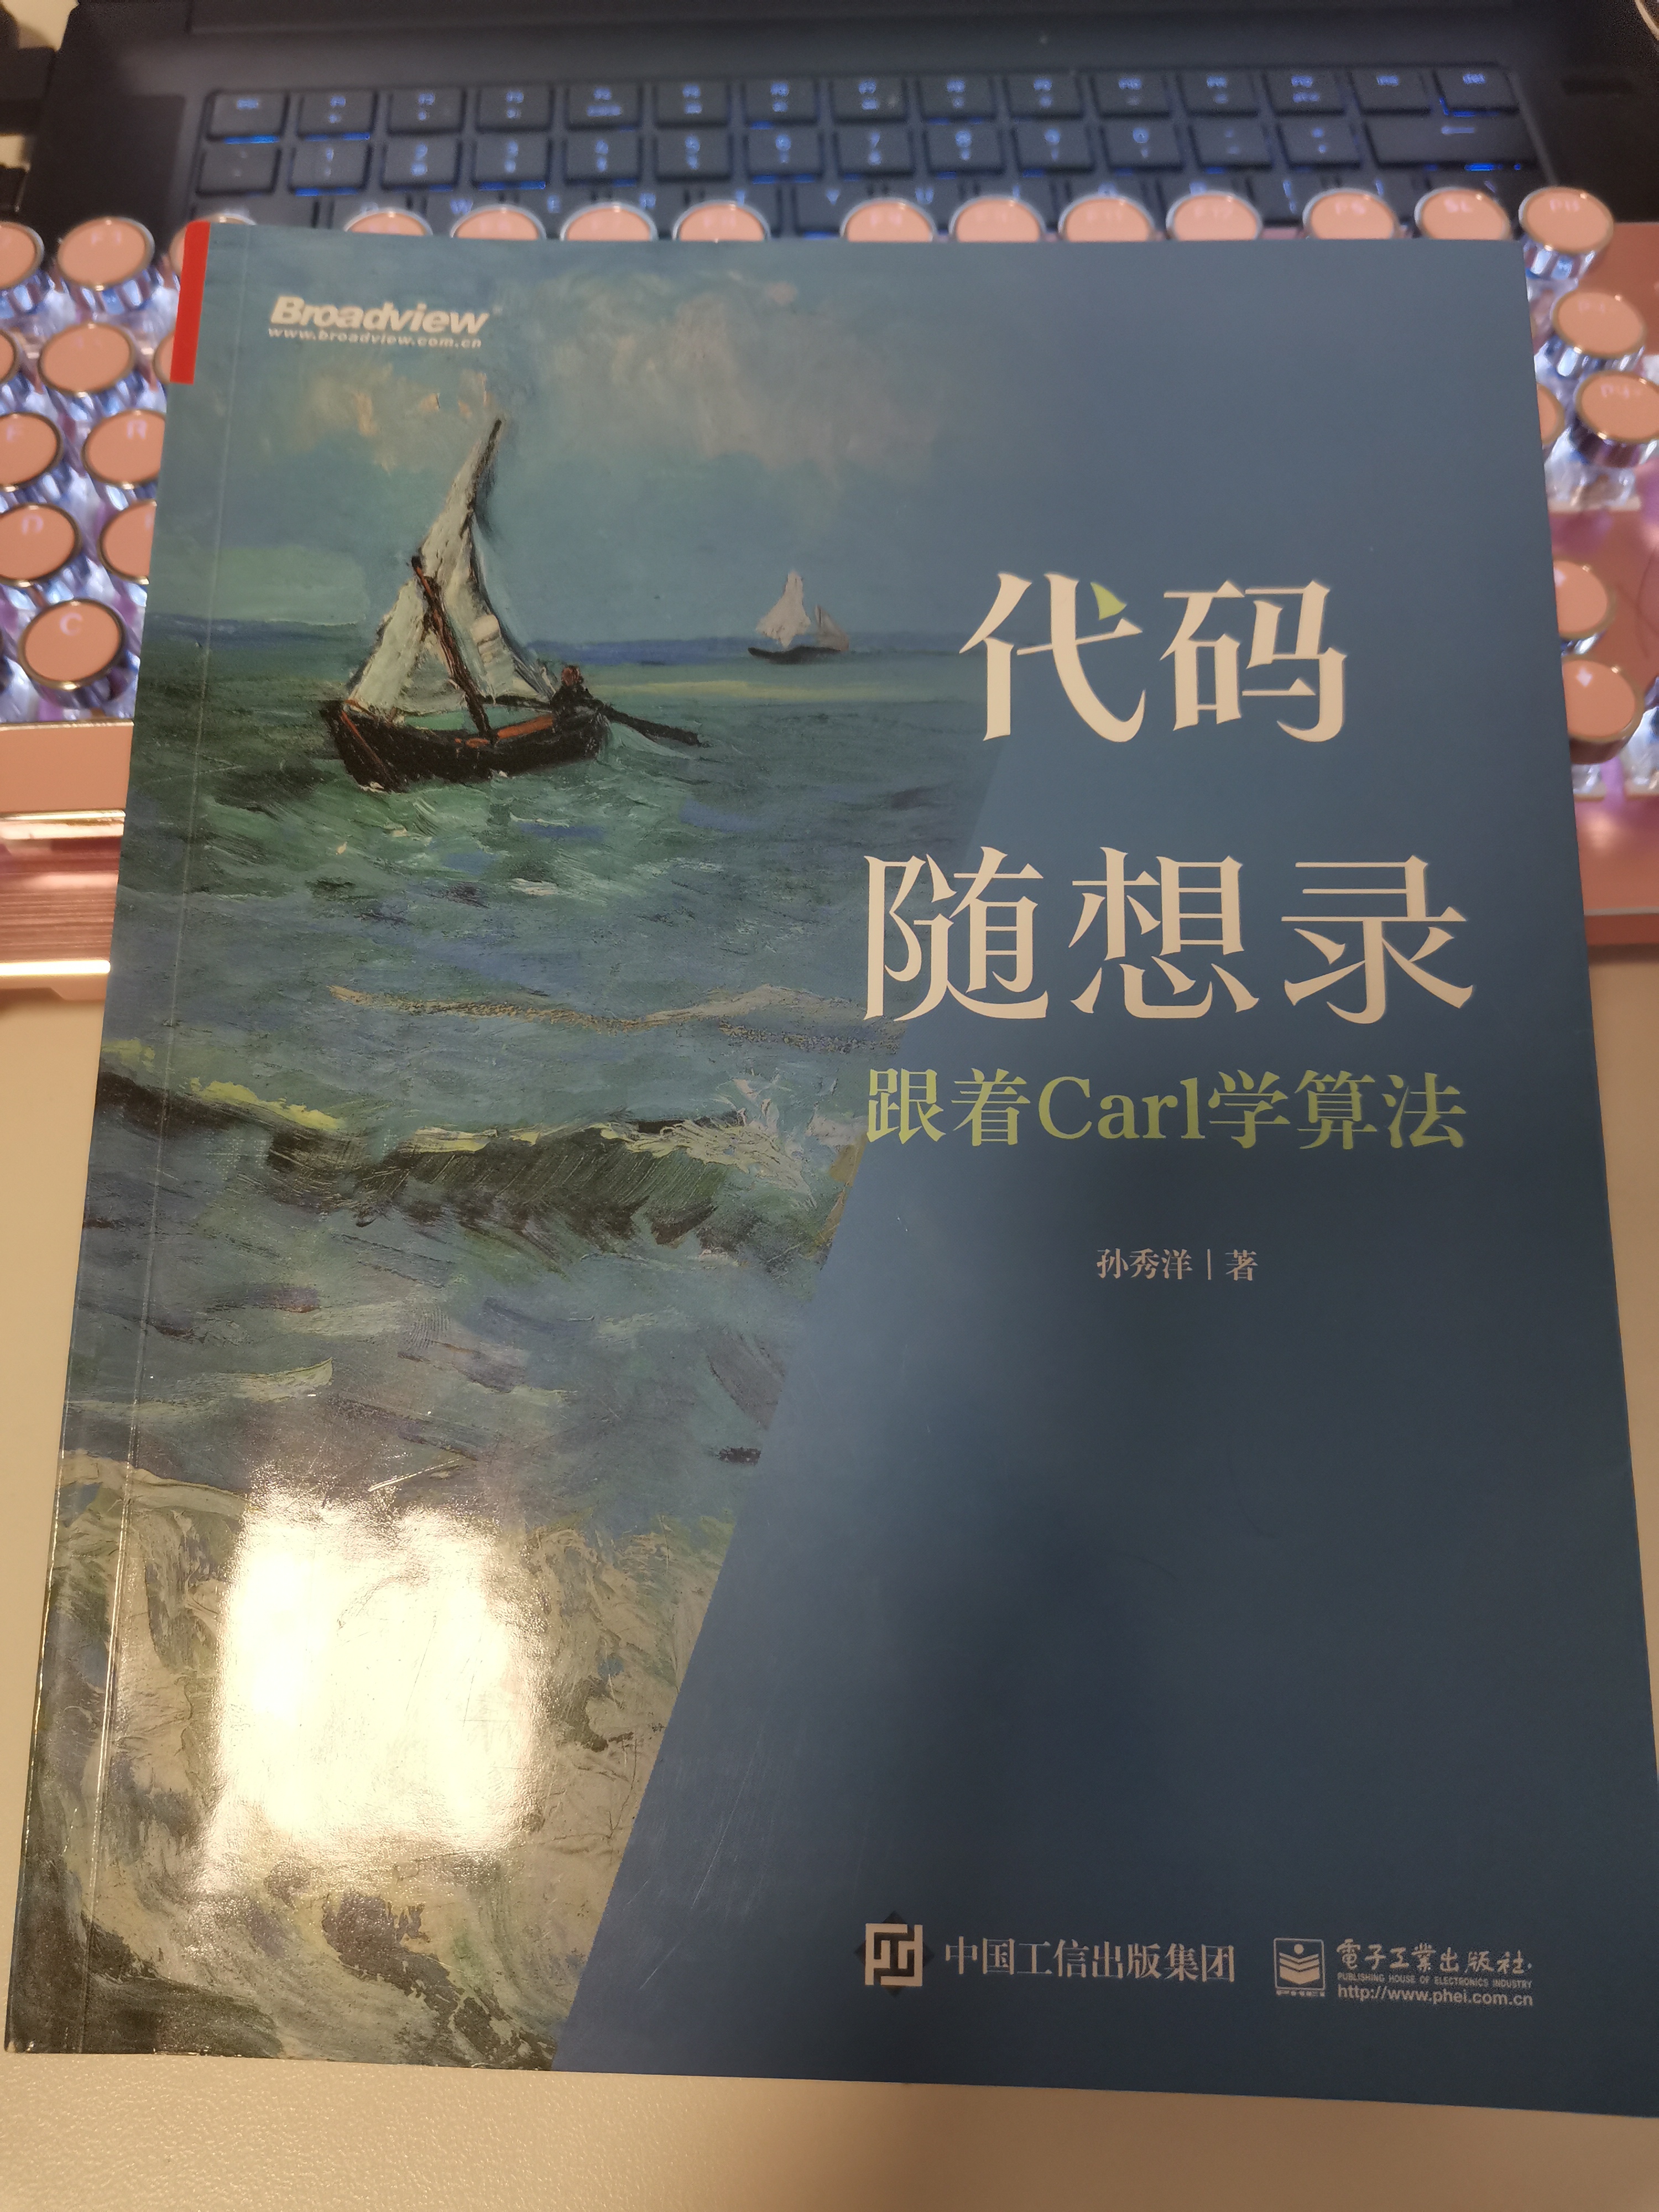 Broadview
www.broadview.com.cn
代码
随想录
跟着Carl学算法
孙秀洋 | 著
中国工信出版集团
電子工業出版社
PUBLISHING HOUSE OF ELECTRONICS INDUSTRY
http://www.phei.com.cn